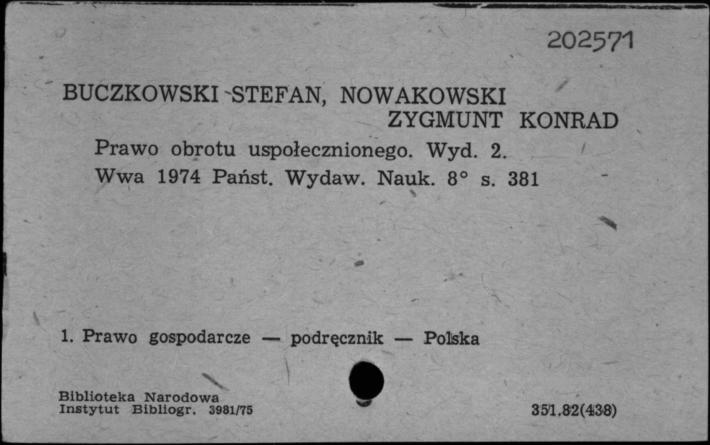 202571
BUCZKOWSKI STEFAN, NOWAKOWSKI
ZYGMUNT KONRAD
Prawo obrotu uspołecznionego. Wyd. 2.
Wwa 1974 Państ. Wydaw. Nauk. 8° s. 381
1. Prawo gospodarcze — podręcznik — Polska
Biblioteka Narodowa
Instytut Bibliogr. 3981/75
351.82(438)